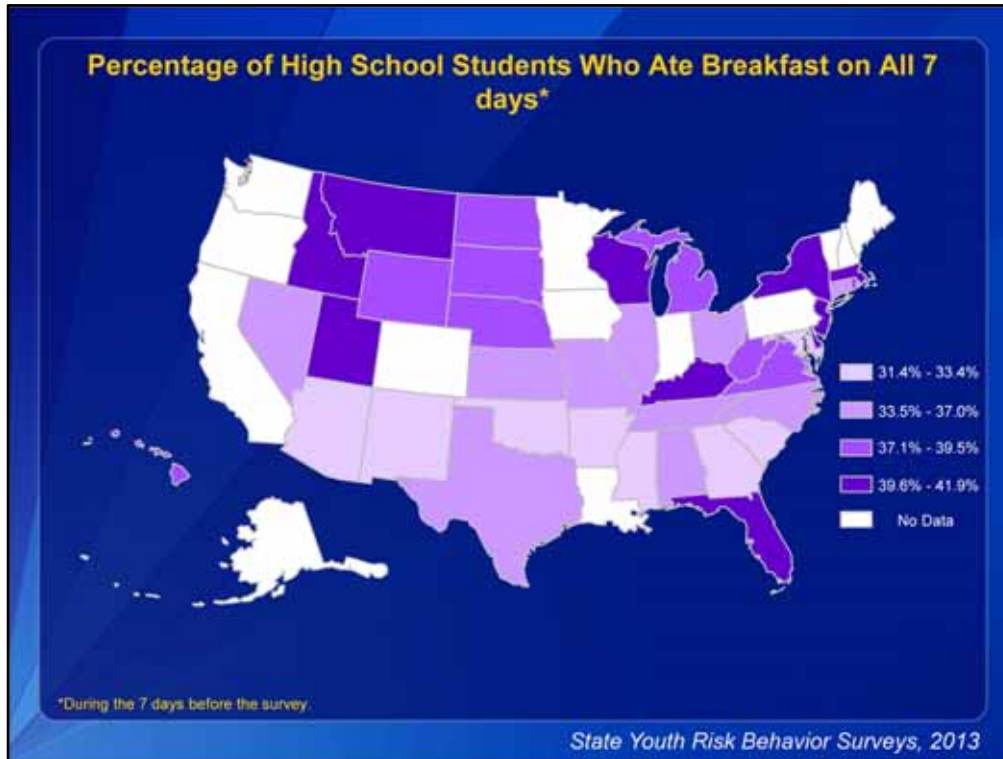 Percentage of High School Students Who Ate Breakfast on All 7
days*
31.4% - 33.4%
33.5% - 37.0%
37.1% - 39.5%
39.6% - 41.9%
No Data
*During the 7 days before the survey.
State Youth Risk Behavior Surveys, 2013